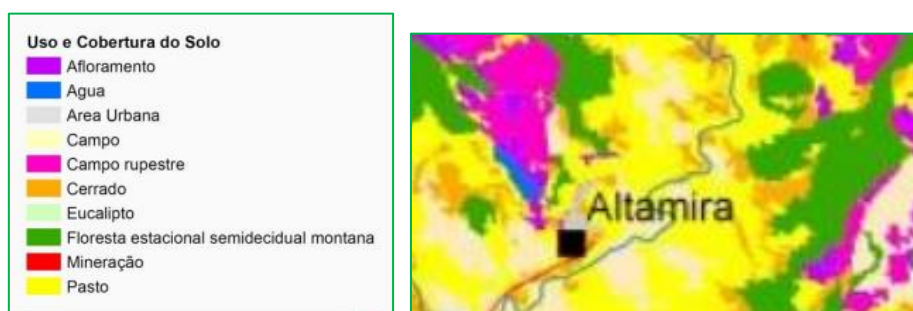 Uso e Cobertura do Solo
Afloramento
Agua
Area Urbana
Campo
Campo rupestre
Cerrado
Eucalipto
Floresta estacional semidecidual montana
Mineração
Pasto
Altamira